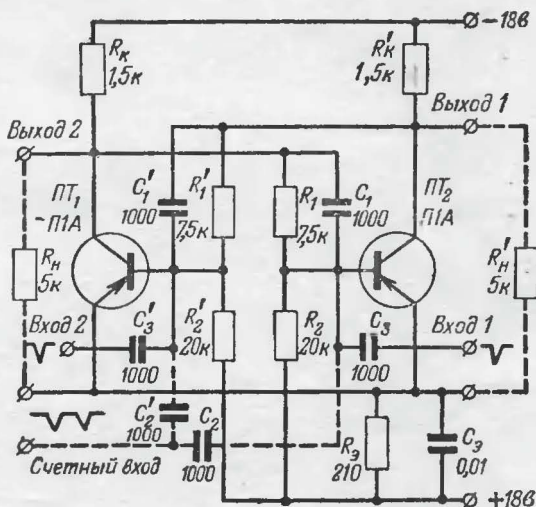 Rк
1,5к
R'к
1,5к
−18в
Выход 2
Выход 1
ПТ₁
П1А
C'₁
1000
R'₁
7,5к
R₁
7,5к
C₁
1000
ПТ₂
П1А
Rн
5к
R'н
5к
Вход 2
C'₃
1000
R'₂
20к
R₂
20к
C₃
1000
Вход 1
C'₂
1000
C₂
1000
Счетный вход
Rэ
210
Cэ
0,01
+18в